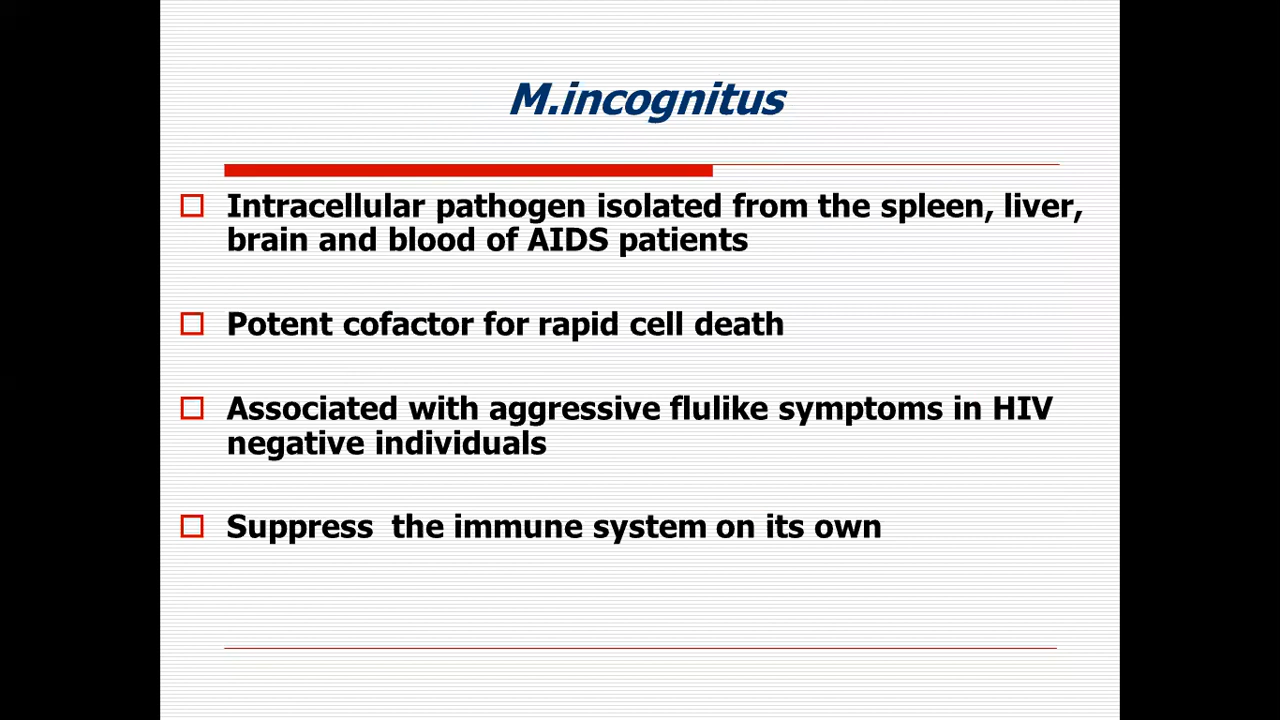 M.incognitus
Intracellular pathogen isolated from the spleen, liver,
brain and blood of AIDS patients
Potent cofactor for rapid cell death
Associated with aggressive flulike symptoms in HIV
negative individuals
Suppress  the immune system on its own